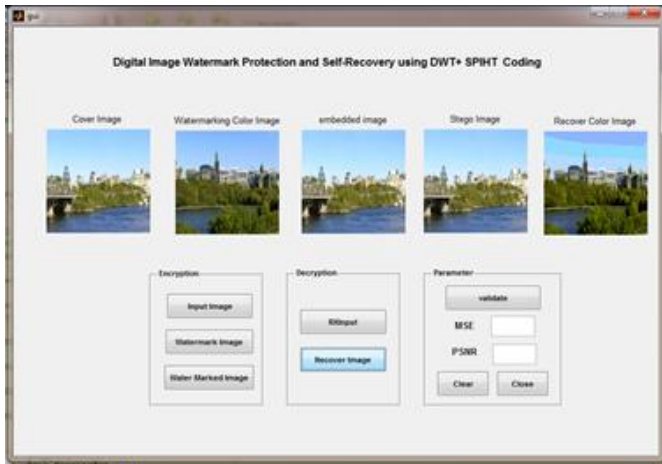 gui
Digital Image Watermark Protection and Self-Recovery using DWT+ SPIHT Coding
Cover Image
Watermarking Color Image
embedded image
Stego Image
Recover Color Image
Encryption
Input Image
Watermark Image
Water Marked Image
Decryption
RXInput
Recover Image
Parameter
validate
MSE
PSNR
Clear
Close